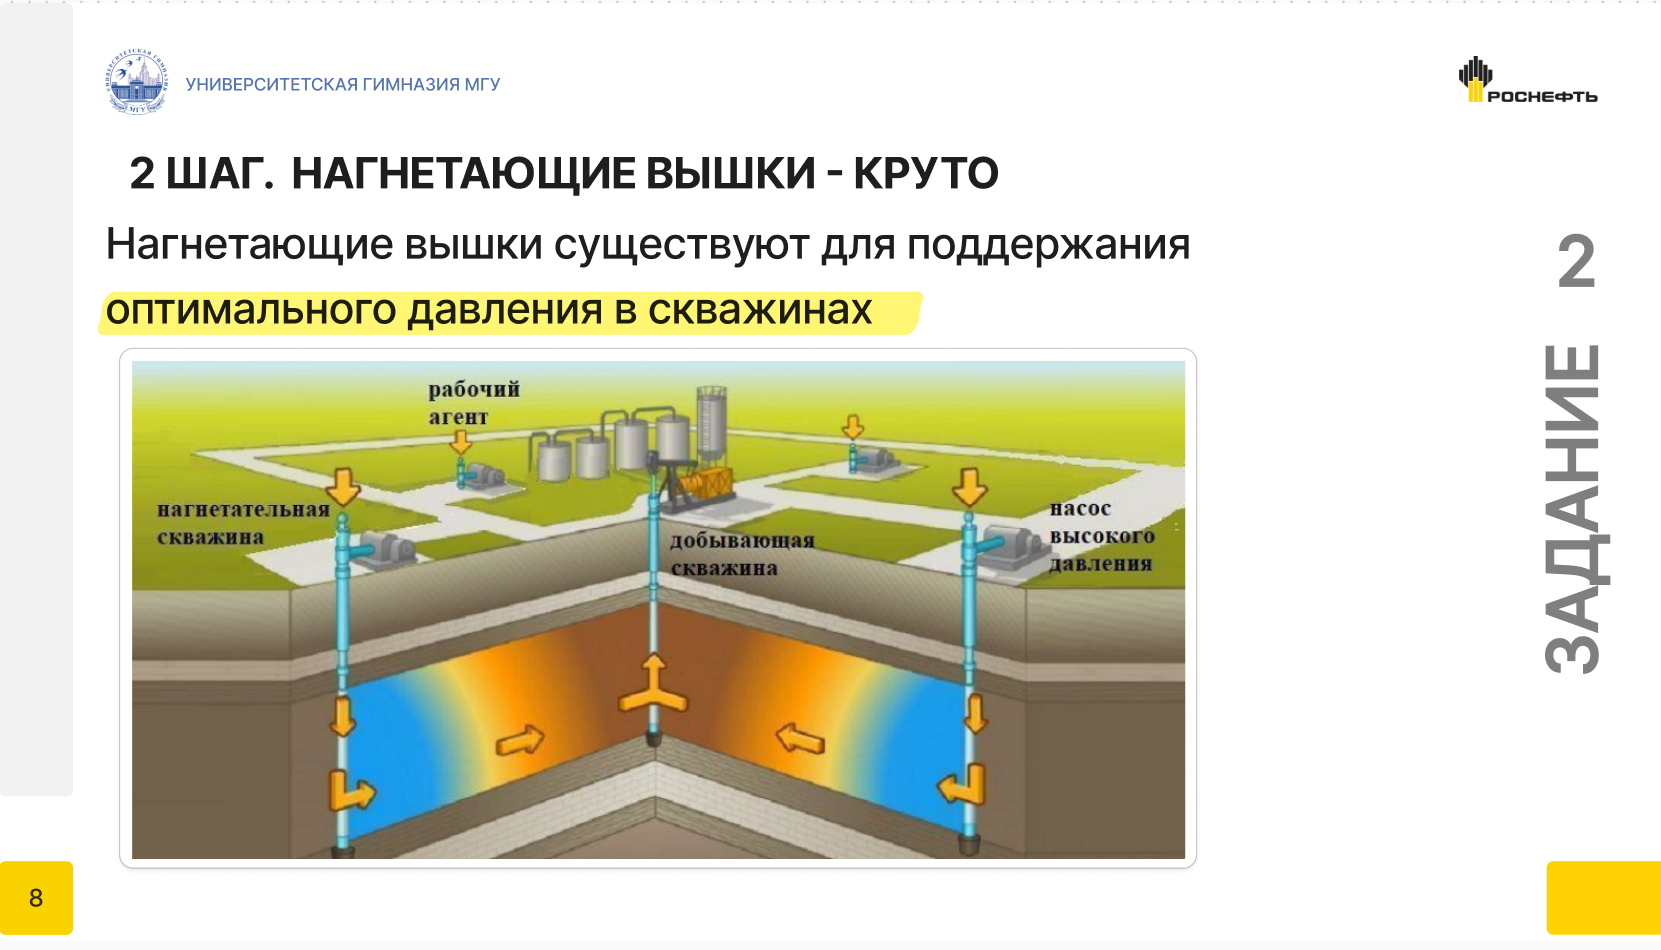 УНИВЕРСИТЕТСКАЯ ГИМНАЗИЯ МГУ
РОСНЕФТЬ
2 ШАГ. НАГНЕТАЮЩИЕ ВЫШКИ - КРУТО
Нагнетающие вышки существуют для поддержания
оптимального давления в скважинах
ЗАДАНИЕ 2
рабочий
агент
нагнетательная
скважина
добывающая
скважина
насос
высокого
давления
8